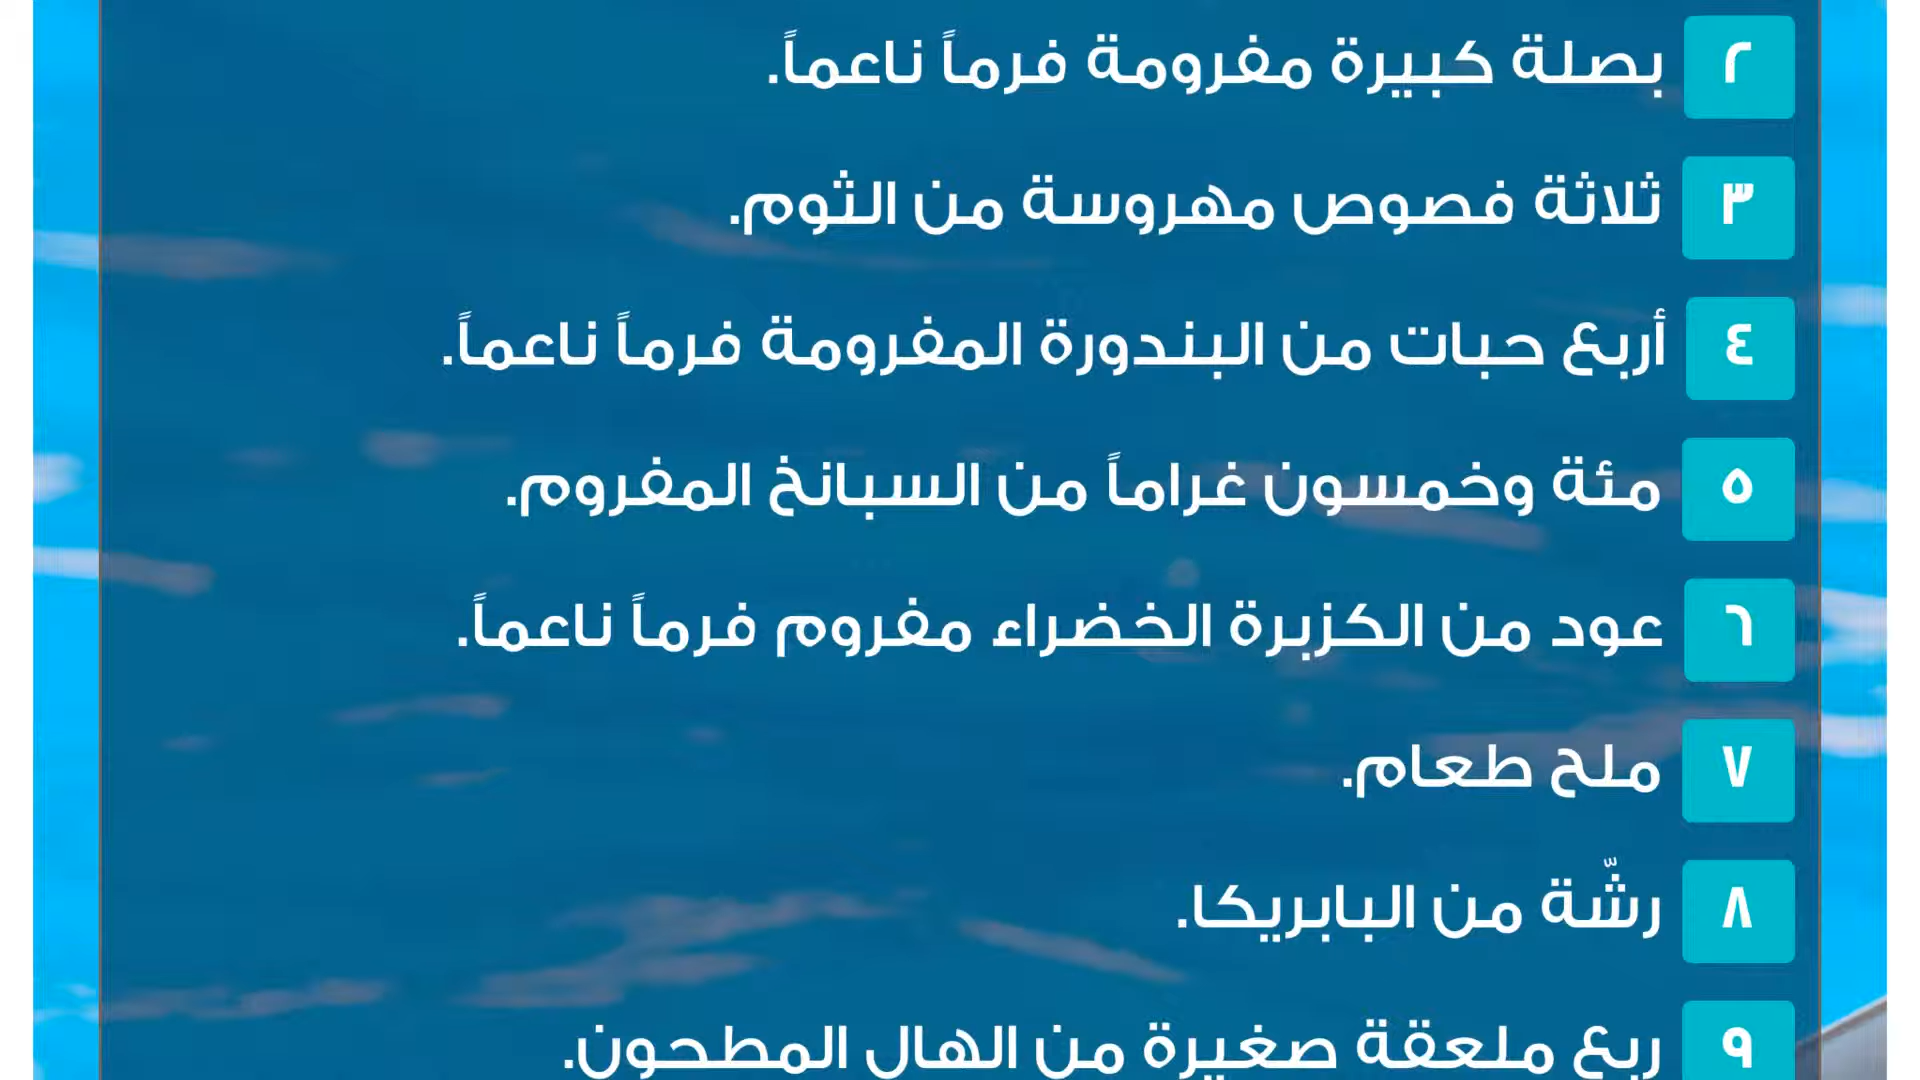 ٢ بصلة كبيرة مفرومة فرماً ناعماً.
٣ ثلاثة فصوص مهروسة من الثوم.
٤ أربع حبات من البندورة المفرومة فرماً ناعماً.
٥ مئة وخمسون غراماً من السبانخ المفروم.
٦ عود من الكزبرة الخضراء مفروم فرماً ناعماً.
٧ ملح طعام.
٨ رشّة من البابريكا.
٩ ربع ملعقة صغيرة من الهال المطحون.